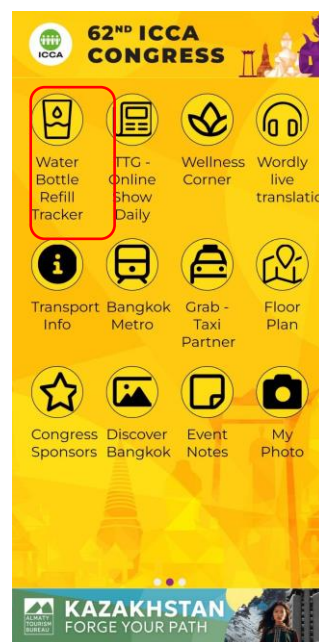 62ND ICCA
CONGRESS
ICCA
Water
Bottle
Refill
Tracker
TTG -
Online
Show
Daily
Wellness
Corner
Wordly
live
translatio
Transport
Info
Bangkok
Metro
Grab -
Taxi
Partner
Floor
Plan
Congress
Sponsors
Discover
Bangkok
Event
Notes
My
Photo
ALMATY
TOURISM
BUREAU
KAZAKHSTAN
FORGE YOUR PATH